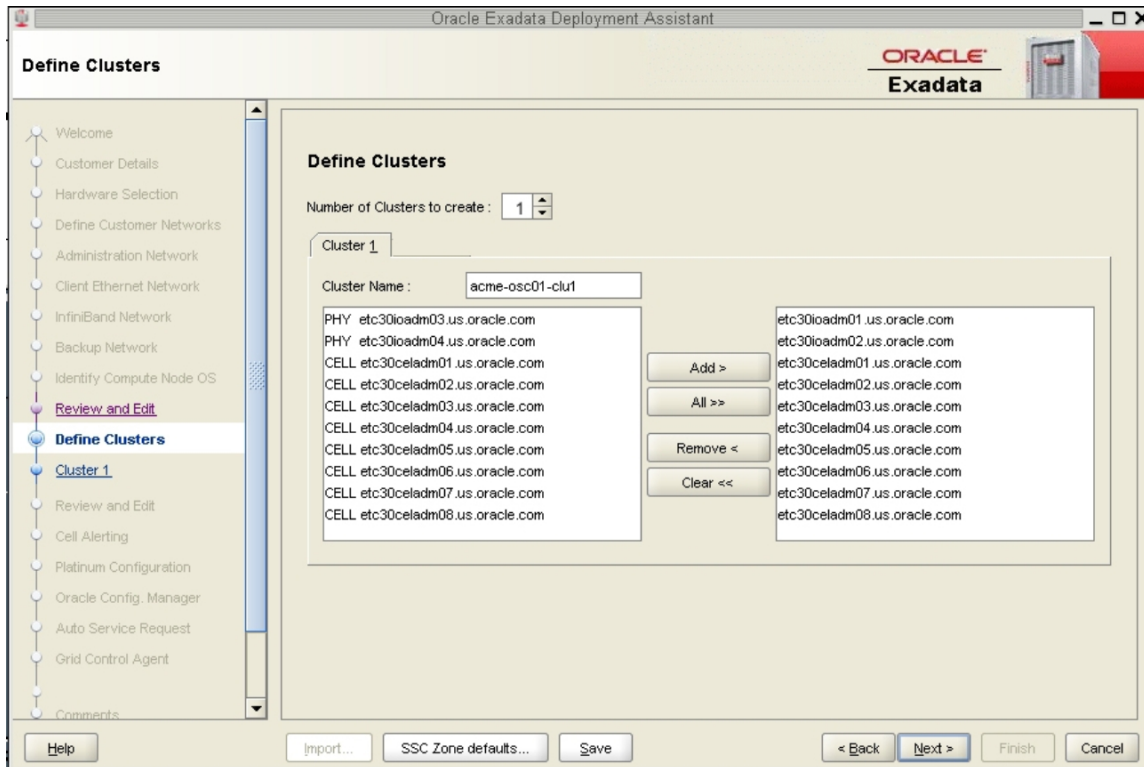 Oracle Exadata Deployment Assistant
Define Clusters
ORACLE
Exadata
Welcome
Customer Details
Hardware Selection
Define Customer Networks
Administration Network
Client Ethernet Network
InfiniBand Network
Backup Network
Identify Compute Node OS
Review and Edit
Define Clusters
Cluster 1
Review and Edit
Cell Alerting
Platinum Configuration
Oracle Config. Manager
Auto Service Request
Grid Control Agent
Comments
Define Clusters
Number of Clusters to create : 1
Cluster 1
Cluster Name : acme-osc01-clu1
PHY etc30ioadm03.us.oracle.com
PHY etc30ioadm04.us.oracle.com
CELL etc30celadm01.us.oracle.com
CELL etc30celadm02.us.oracle.com
CELL etc30celadm03.us.oracle.com
CELL etc30celadm04.us.oracle.com
CELL etc30celadm05.us.oracle.com
CELL etc30celadm06.us.oracle.com
CELL etc30celadm07.us.oracle.com
CELL etc30celadm08.us.oracle.com
Add >
All >>
Remove <
Clear <<
etc30ioadm01.us.oracle.com
etc30ioadm02.us.oracle.com
etc30celadm01.us.oracle.com
etc30celadm02.us.oracle.com
etc30celadm03.us.oracle.com
etc30celadm04.us.oracle.com
etc30celadm05.us.oracle.com
etc30celadm06.us.oracle.com
etc30celadm07.us.oracle.com
etc30celadm08.us.oracle.com
Help
Import...
SSC Zone defaults...
Save
< Back
Next >
Finish
Cancel